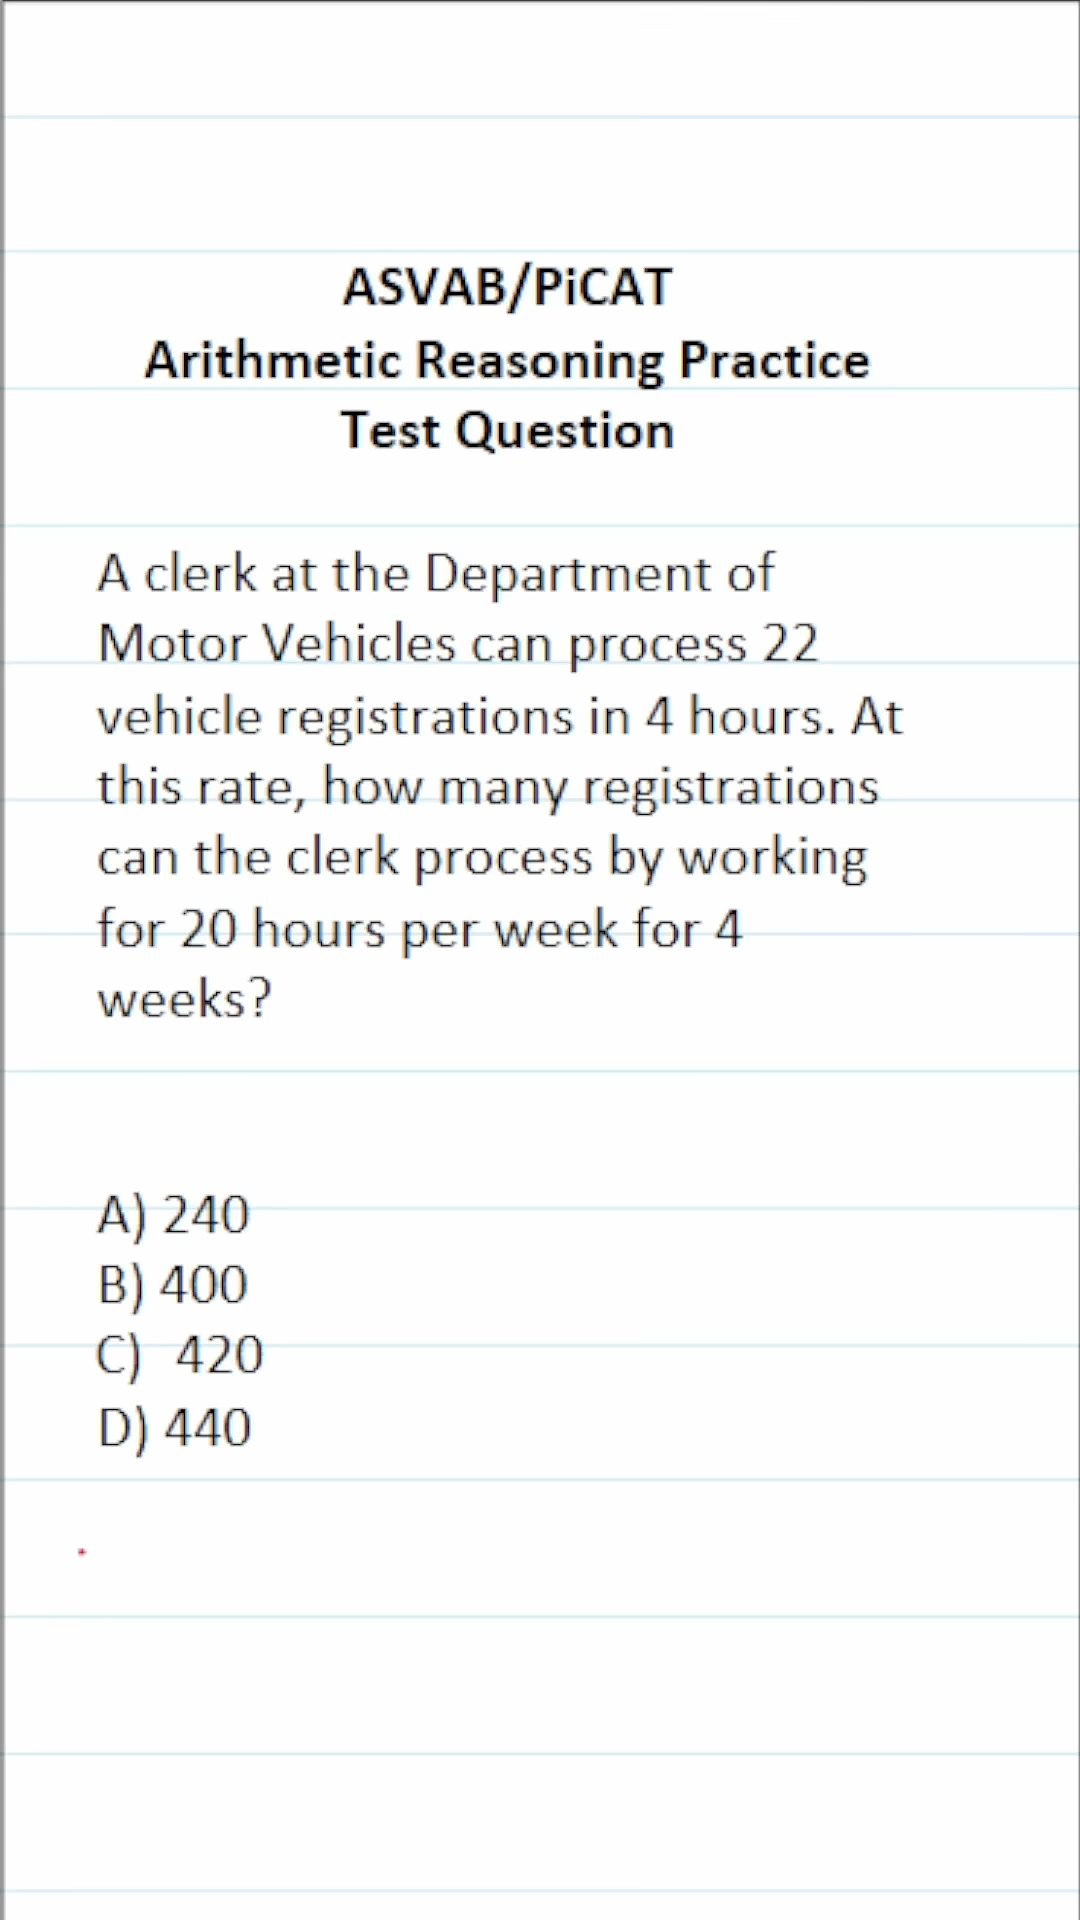 ASVAB/PiCAT
Arithmetic Reasoning Practice
Test Question
A clerk at the Department of
Motor Vehicles can process 22
vehicle registrations in 4 hours. At
this rate, how many registrations
can the clerk process by working
for 20 hours per week for 4
weeks?
A) 240
B) 400
C)  420
D) 440